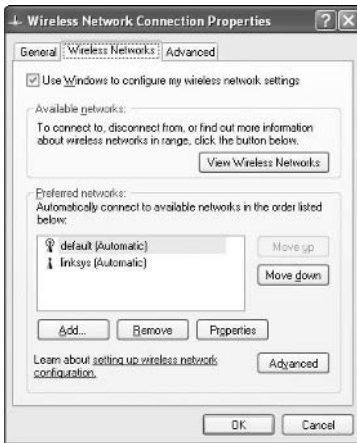 Wireless Network Connection Properties
General Wireless Networks Advanced
Use Windows to configure my wireless network settings
Available networks:
To connect to, disconnect from, or find out more information
about wireless networks in range, click the button below.
View Wireless Networks
Preferred networks:
Automatically connect to available networks in the order listed
below:
default (Automatic)
linksys (Automatic)
Move up
Move down
Add... Remove Properties
Learn about setting up wireless network
configuration.
Advanced
OK Cancel